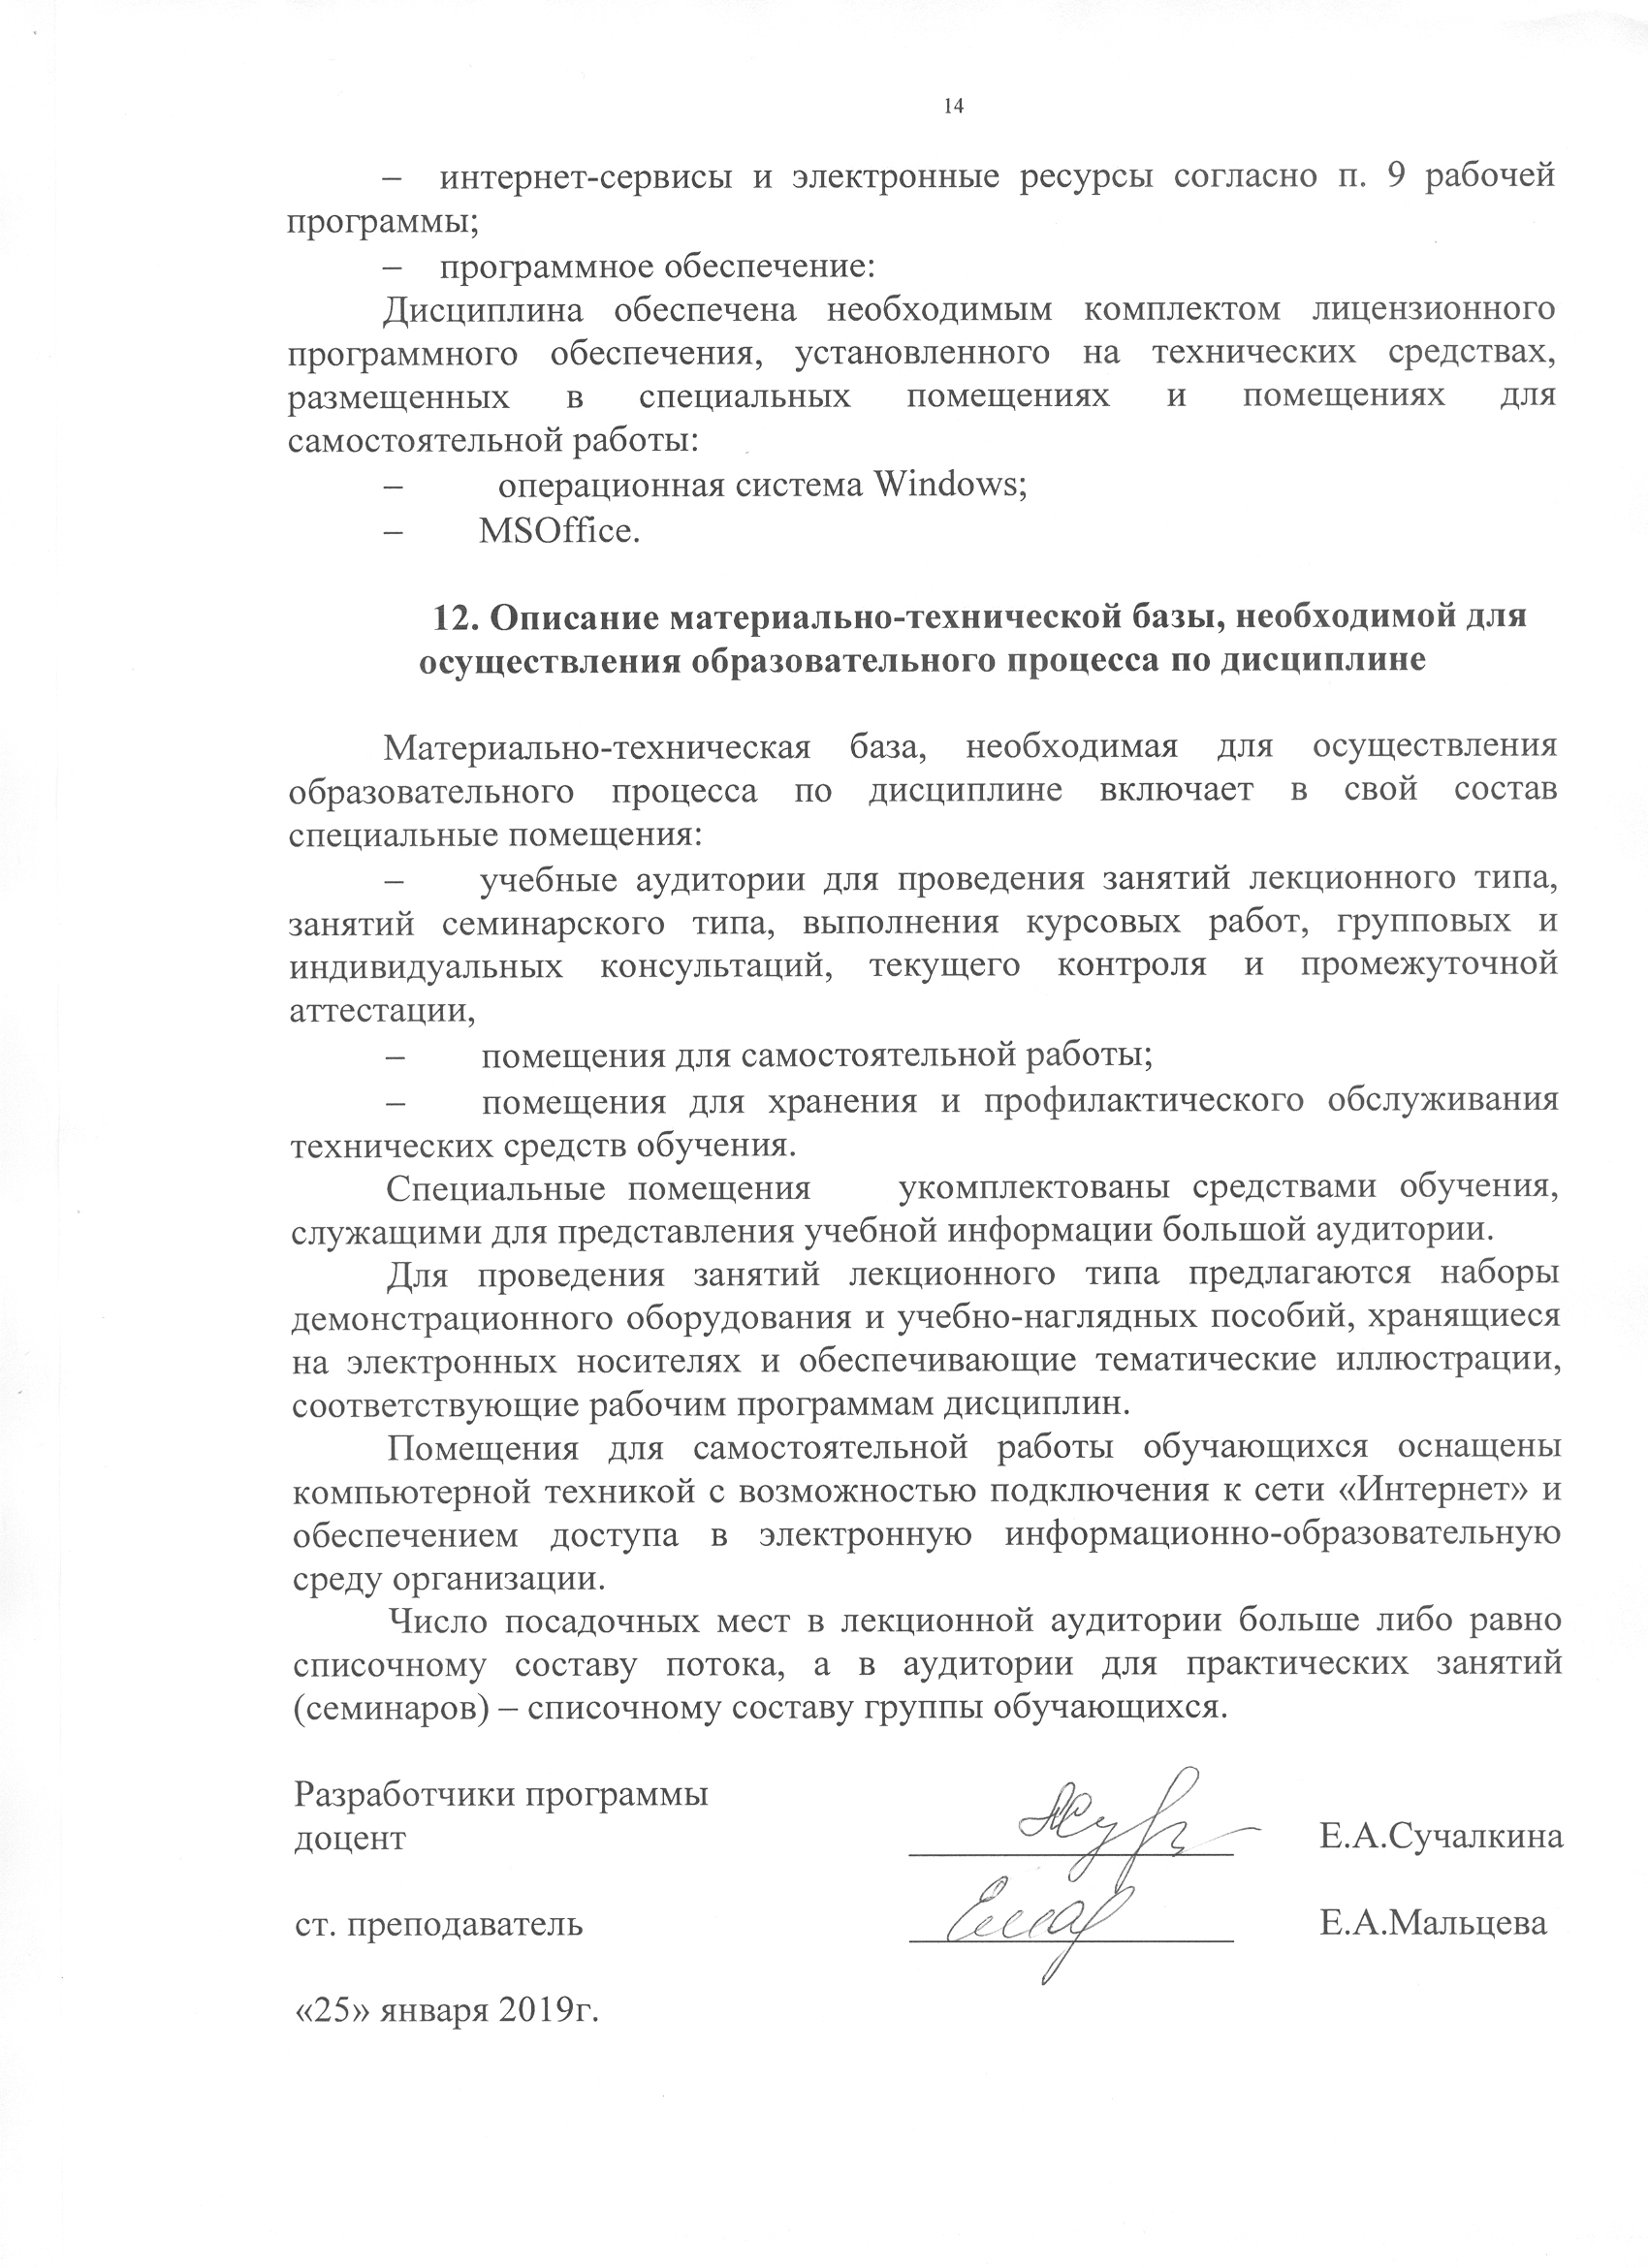 14
– интернет-сервисы и электронные ресурсы согласно п. 9 рабочей
программы;
– программное обеспечение:
Дисциплина обеспечена необходимым комплектом лицензионного
программного обеспечения, установленного на технических средствах,
размещенных в специальных помещениях и помещениях для
самостоятельной работы:
– операционная система Windows;
– MSOffice.
12. Описание материально-технической базы, необходимой для
осуществления образовательного процесса по дисциплине
Материально-техническая база, необходимая для осуществления
образовательного процесса по дисциплине включает в свой состав
специальные помещения:
– учебные аудитории для проведения занятий лекционного типа,
занятий семинарского типа, выполнения курсовых работ, групповых и
индивидуальных консультаций, текущего контроля и промежуточной
аттестации,
– помещения для самостоятельной работы;
– помещения для хранения и профилактического обслуживания
технических средств обучения.
Специальные помещения укомплектованы средствами обучения,
служащими для представления учебной информации большой аудитории.
Для проведения занятий лекционного типа предлагаются наборы
демонстрационного оборудования и учебно-наглядных пособий, хранящиеся
на электронных носителях и обеспечивающие тематические иллюстрации,
соответствующие рабочим программам дисциплин.
Помещения для самостоятельной работы обучающихся оснащены
компьютерной техникой с возможностью подключения к сети «Интернет» и
обеспечением доступа в электронную информационно-образовательную
среду организации.
Число посадочных мест в лекционной аудитории больше либо равно
списочному составу потока, а в аудитории для практических занятий
(семинаров) – списочному составу группы обучающихся.
Разработчики программы
доцент Е.А.Сучалкина
ст. преподаватель Е.А.Мальцева
«25» января 2019г.